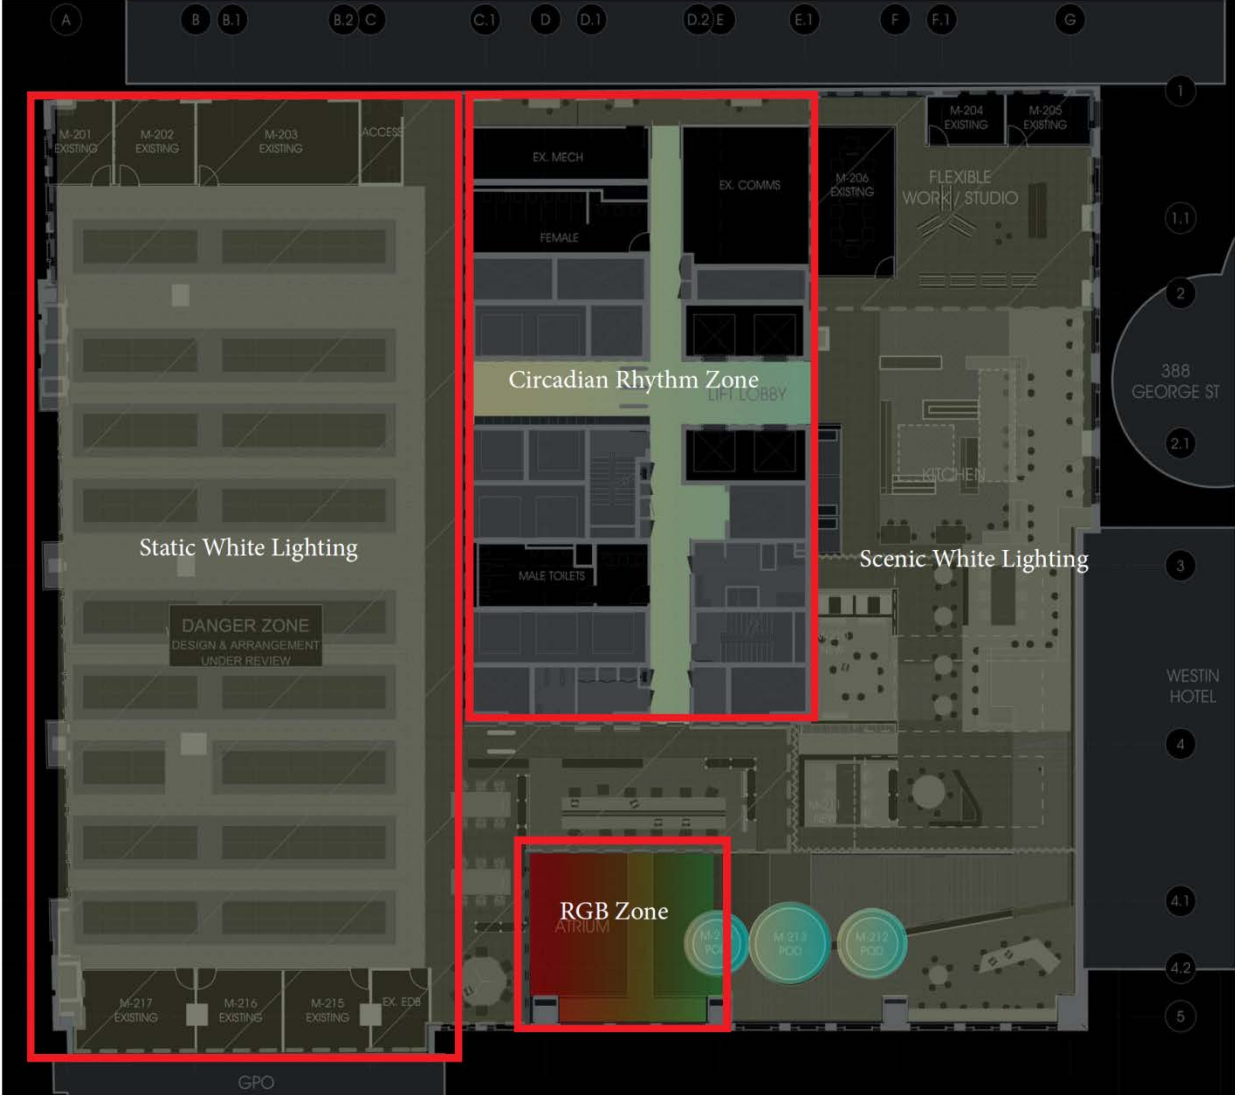 A B B.1 B.2 C C.1 D D.1 D.2 E E.1 F F.1 G
1
M-201
EXISTING
M-202
EXISTING
M-203
EXISTING
ACCESS
EX. MECH
EX. COMMS
FEMALE
M-206
EXISTING
M-204
EXISTING
M-205
EXISTING
FLEXIBLE
WORK / STUDIO
1.1
2
Circadian Rhythm Zone
LIFT LOBBY
388
GEORGE ST
2.1
KITCHEN
Static White Lighting
Scenic White Lighting
3
MALE TOILETS
DANGER ZONE
DESIGN & ARRANGEMENT
UNDER REVIEW
NEW
WESTIN
HOTEL
4
M-211
NEW
RGB Zone
ATRIUM
POD
M-213
POD
M-212
POD
4.1
4.2
5
M-217
EXISTING
M-216
EXISTING
M-215
EXISTING
EX. EDB
GPO